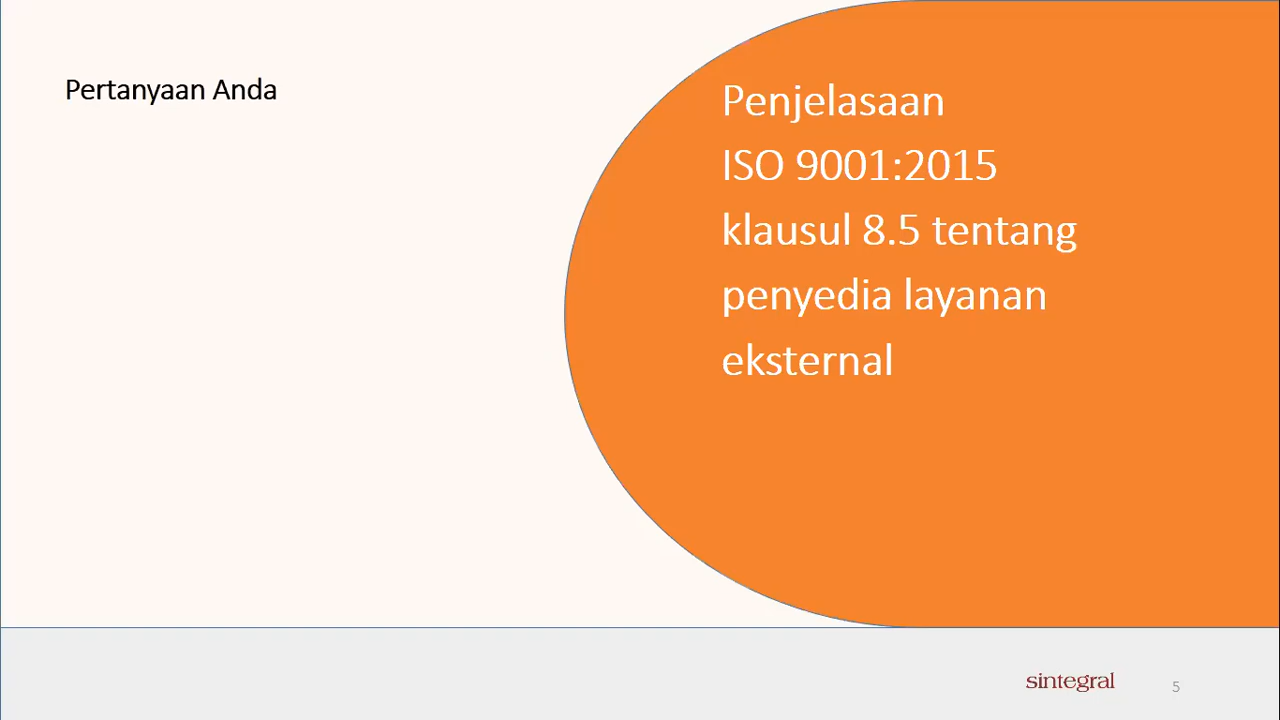 Pertanyaan Anda
Penjelasaan
ISO 9001:2015
klausul 8.5 tentang
penyedia layanan
eksternal
sintegral
5